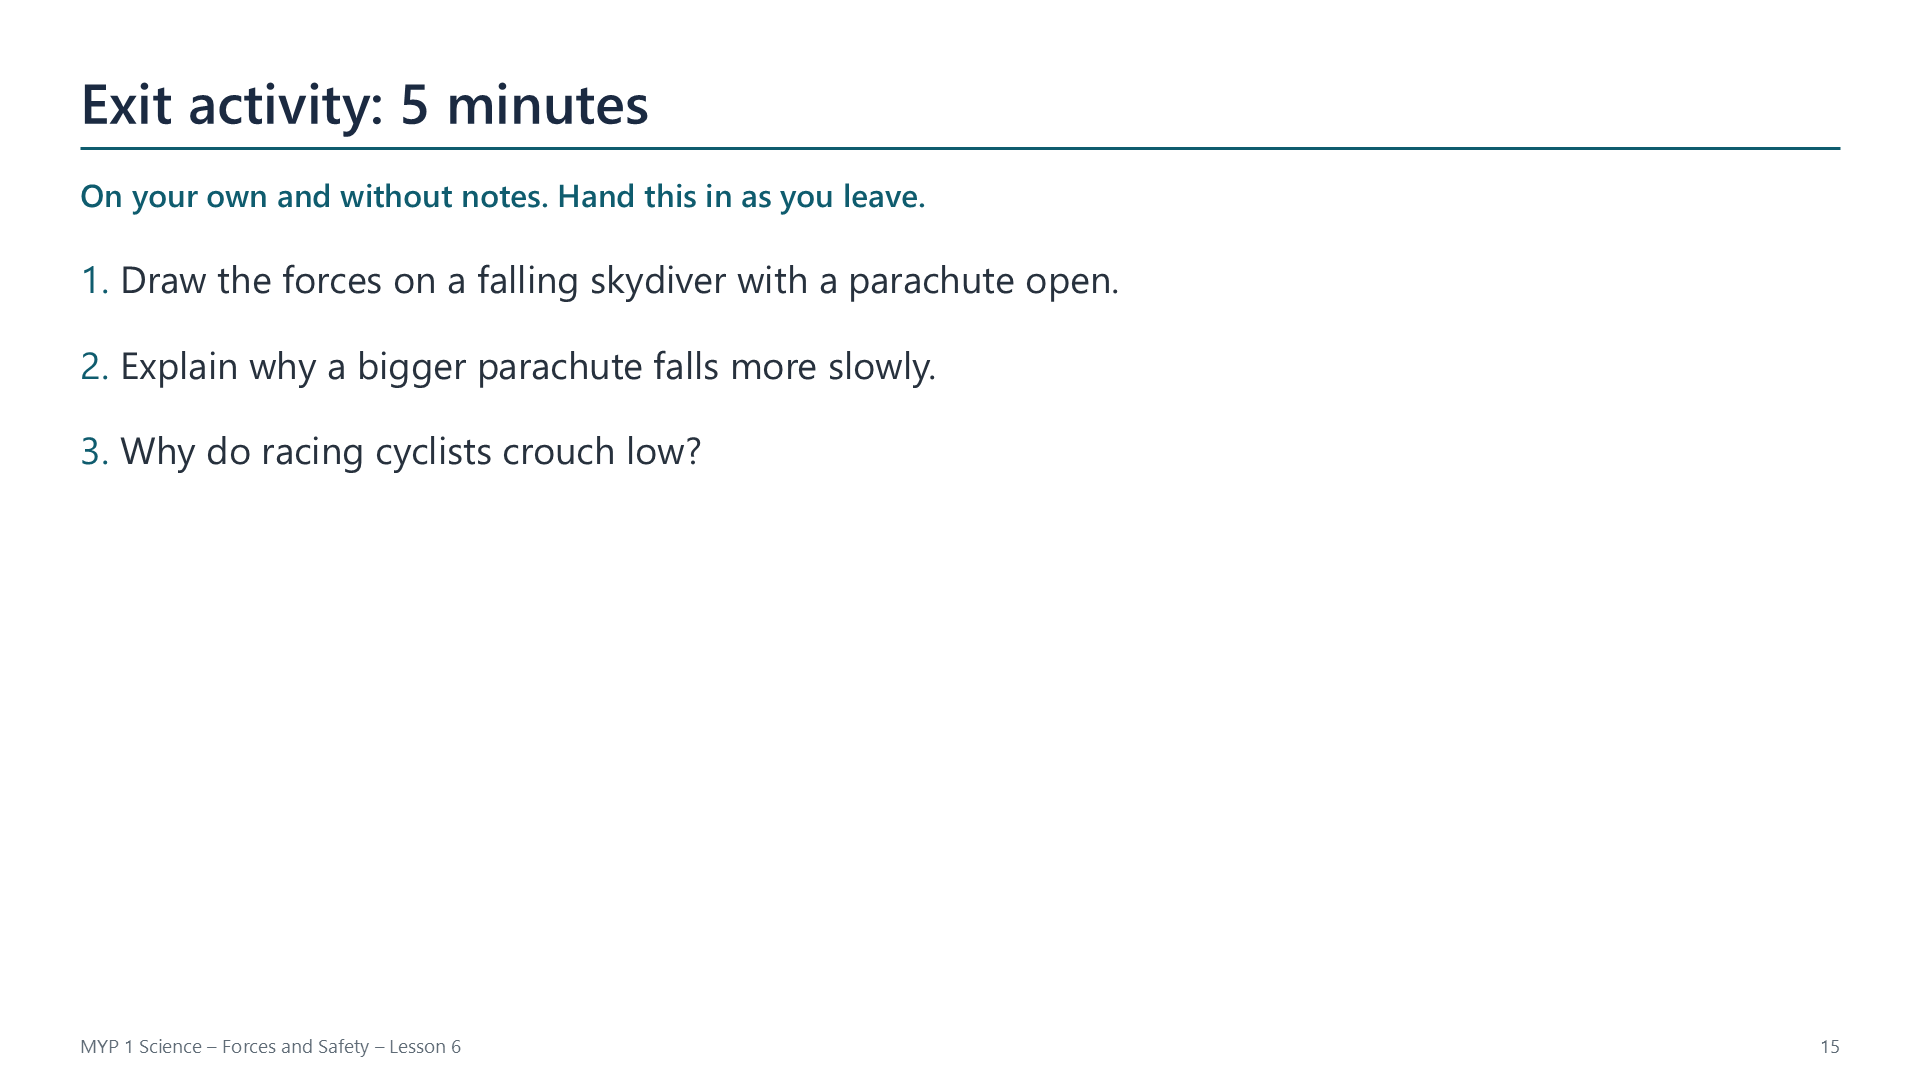 Exit activity: 5 minutes
On your own and without notes. Hand this in as you leave.
1. Draw the forces on a falling skydiver with a parachute open.
2. Explain why a bigger parachute falls more slowly.
3. Why do racing cyclists crouch low?
MYP 1 Science – Forces and Safety – Lesson 6
15